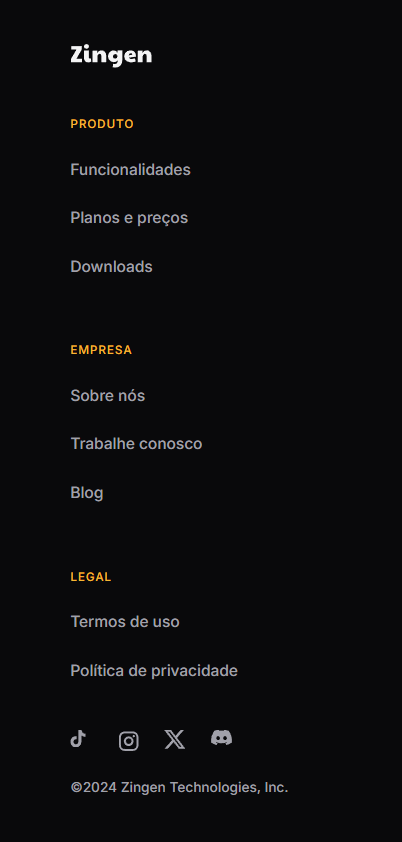 Zingen
PRODUTO
Funcionalidades
Planos e preços
Downloads
EMPRESA
Sobre nós
Trabalhe conosco
Blog
LEGAL
Termos de uso
Política de privacidade
©2024 Zingen Technologies, Inc.